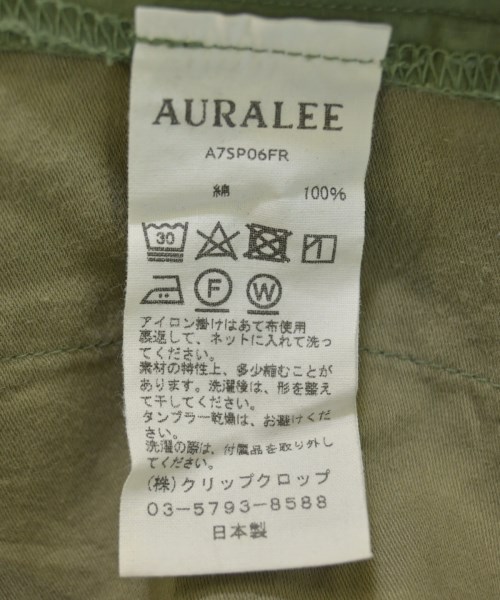 AURALEE
A7SP06FR
綿 100%
30
F W
アイロン掛けはあて布使用
裏返して、ネットに入れて洗っ
てください。
素材の特性上、多少縮むことが
あります。洗濯後は、形を整え
て干してください。
タンブラー乾燥は、お避けくだ
さい。
洗濯の際は、付属品を取り外し
てください。
(株)クリップクロップ
03-5793-8588
日本製